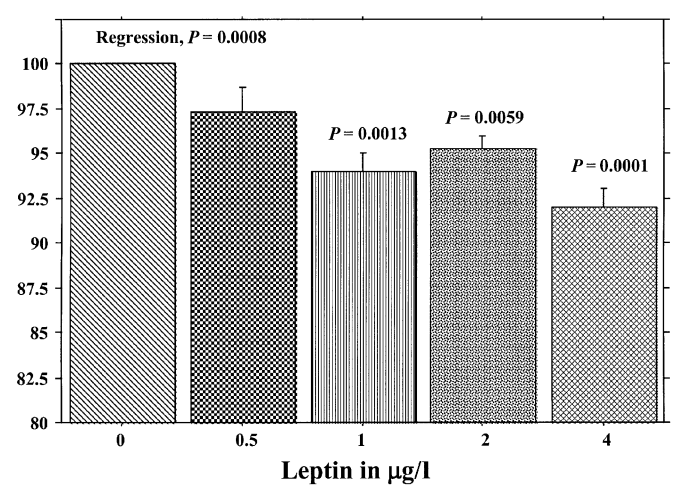 Regression, P = 0.0008
100
97.5
95
92.5
90
87.5
85
82.5
80
P = 0.0013
P = 0.0059
P = 0.0001
0
0.5
1
2
4
Leptin in μg/l